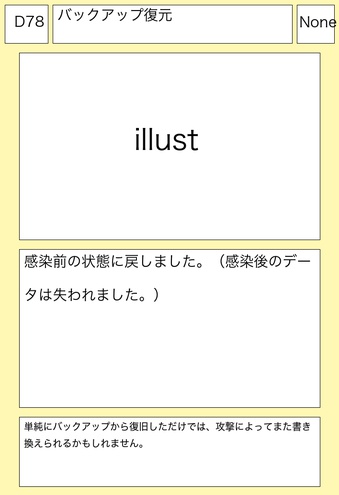 D78
バックアップ復元
None
illust
感染前の状態に戻しました。（感染後のデー
タは失われました。）
単純にバックアップから復旧しただけでは、攻撃によってまた書き
換えられるかもしれません。